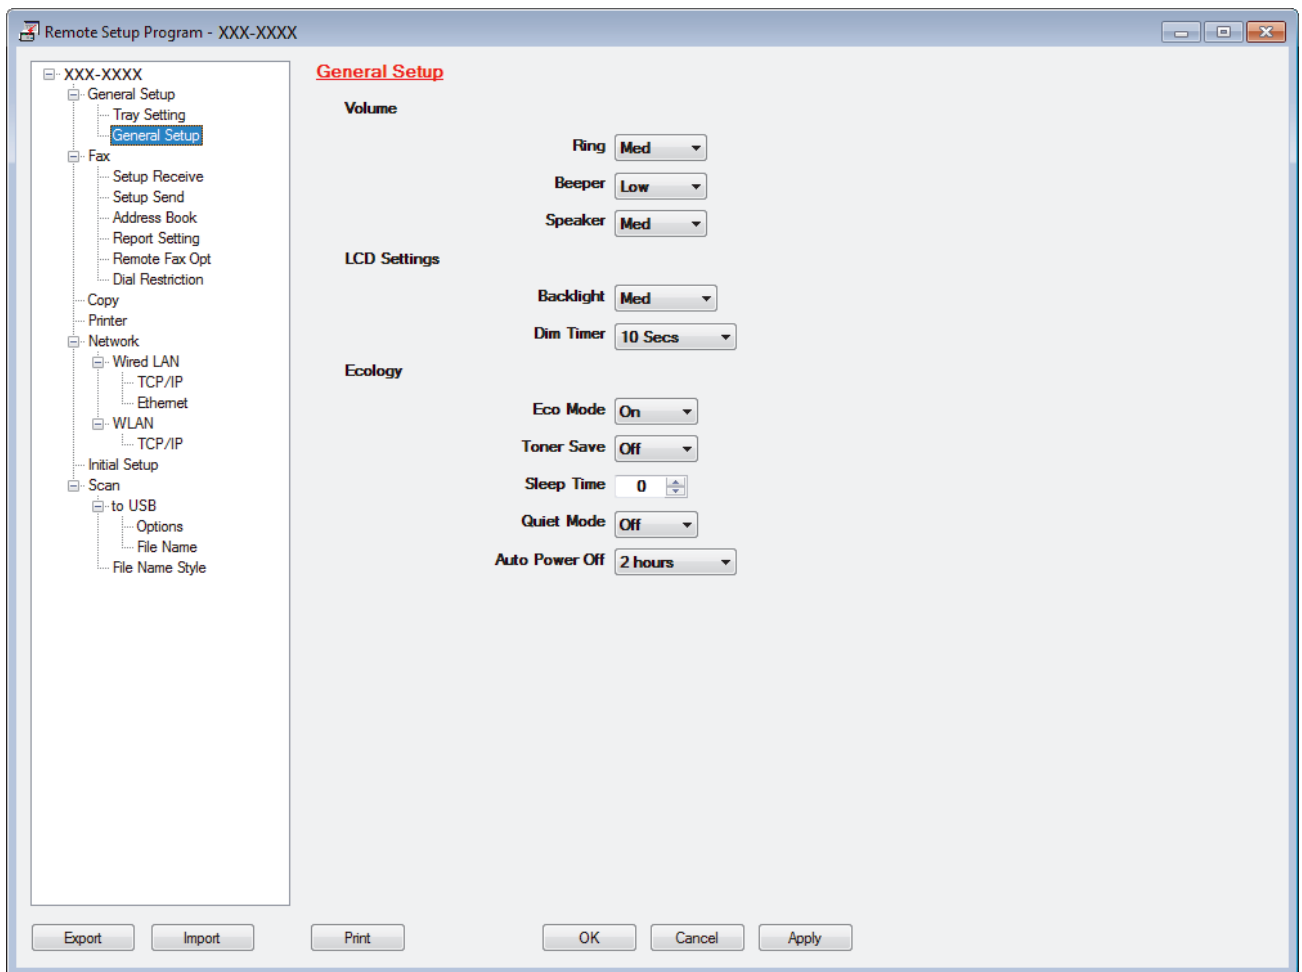 Remote Setup Program - XXX-XXXX
XXX-XXXX
General Setup
Tray Setting
General Setup
Fax
Setup Receive
Setup Send
Address Book
Report Setting
Remote Fax Opt
Dial Restriction
Copy
Printer
Network
Wired LAN
TCP/IP
Ethernet
WLAN
TCP/IP
Initial Setup
Scan
to USB
Options
File Name
File Name Style
General Setup
Volume
Ring Med
Beeper Low
Speaker Med
LCD Settings
Backlight Med
Dim Timer 10 Secs
Ecology
Eco Mode On
Toner Save Off
Sleep Time 0
Quiet Mode Off
Auto Power Off 2 hours
Export Import Print OK Cancel Apply